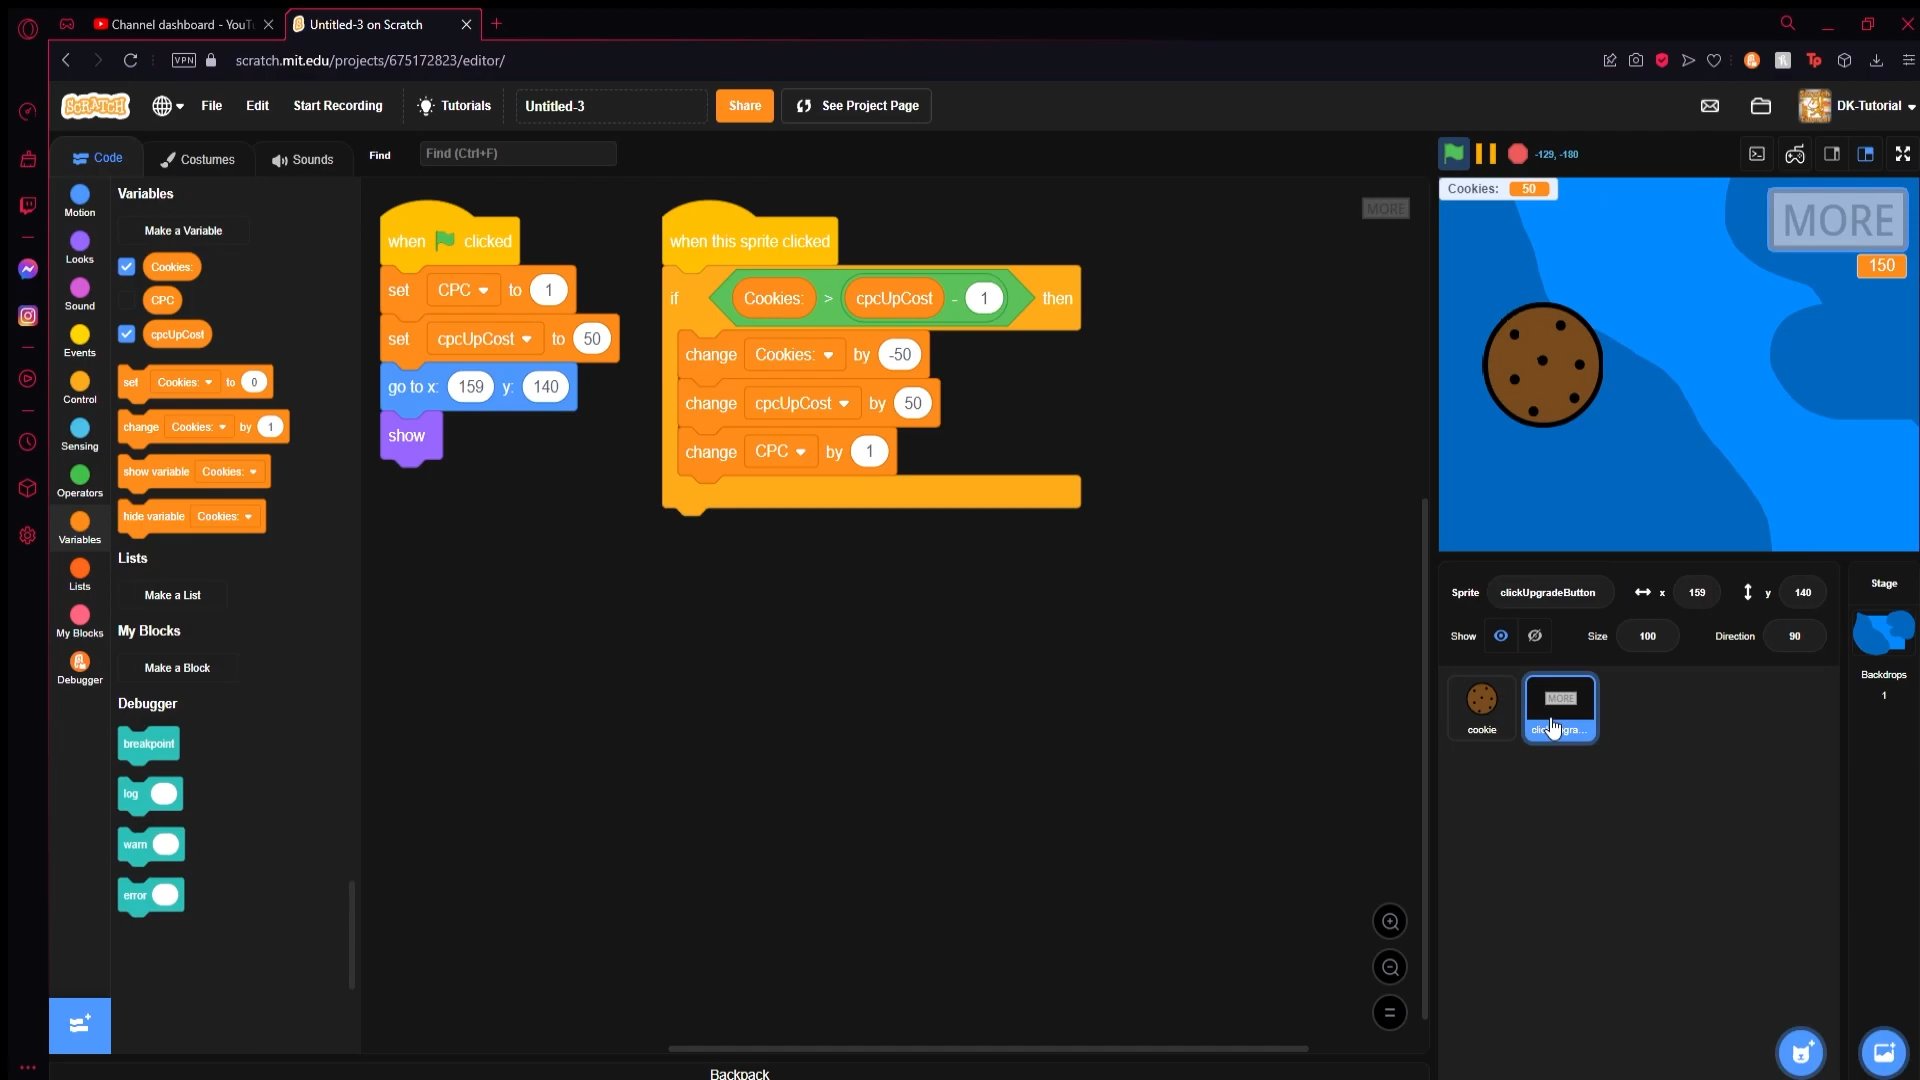 Channel dashboard - YouT
Untitled-3 on Scratch
VPN
scratch.mit.edu/projects/675172823/editor/
Tp
SCRATCH
File
Edit
Start Recording
Tutorials
Untitled-3
Share
See Project Page
DK-Tutorial
Code
Costumes
Sounds
Find
Find (Ctrl+F)
-129, -180
Motion
Looks
Sound
Events
Control
Sensing
Operators
Variables
Lists
My Blocks
Debugger
Variables
Make a Variable
Cookies:
CPC
cpcUpCost
set Cookies: to 0
change Cookies: by 1
show variable Cookies:
hide variable Cookies:
Lists
Make a List
My Blocks
Make a Block
Debugger
breakpoint
log
warn
error
when clicked
set CPC to 1
set cpcUpCost to 50
go to x: 159 y: 140
show
when this sprite clicked
if Cookies: > cpcUpCost - 1 then
change Cookies: by -50
change cpcUpCost by 50
change CPC by 1
MORE
Cookies: 50
MORE
150
Sprite clickUpgradeButton x 159 y 140
Show Size 100 Direction 90
cookie
MORE
Stage
Backdrops
1
Backpack